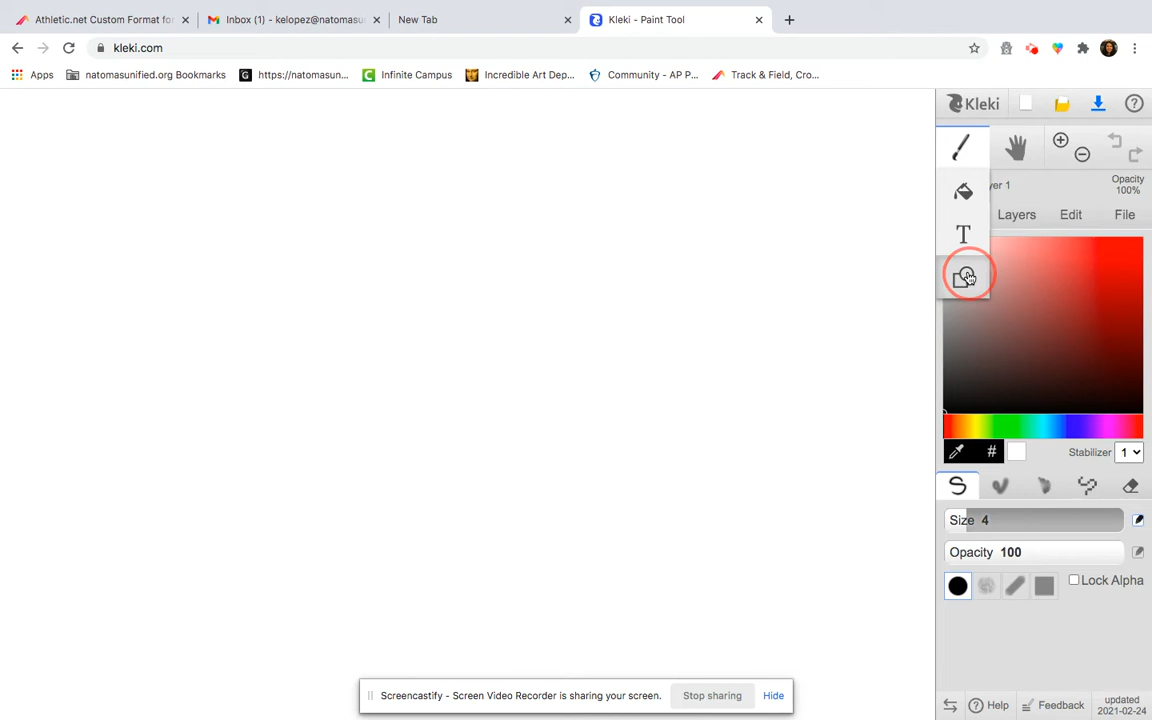 Athletic.net Custom Format for
Inbox (1) - kelopez@natomasu
New Tab
Kleki - Paint Tool
kleki.com
Apps
natomasunified.org Bookmarks
https://natomasun...
Infinite Campus
Incredible Art Dep...
Community - AP P...
Track & Field, Cro...
Kleki
yer 1
Opacity
100%
T
Layers
Edit
File
#
Stabilizer
1
Size 4
Opacity 100
Lock Alpha
Screencastify - Screen Video Recorder is sharing your screen.
Stop sharing
Hide
Help
Feedback
updated
2021-02-24